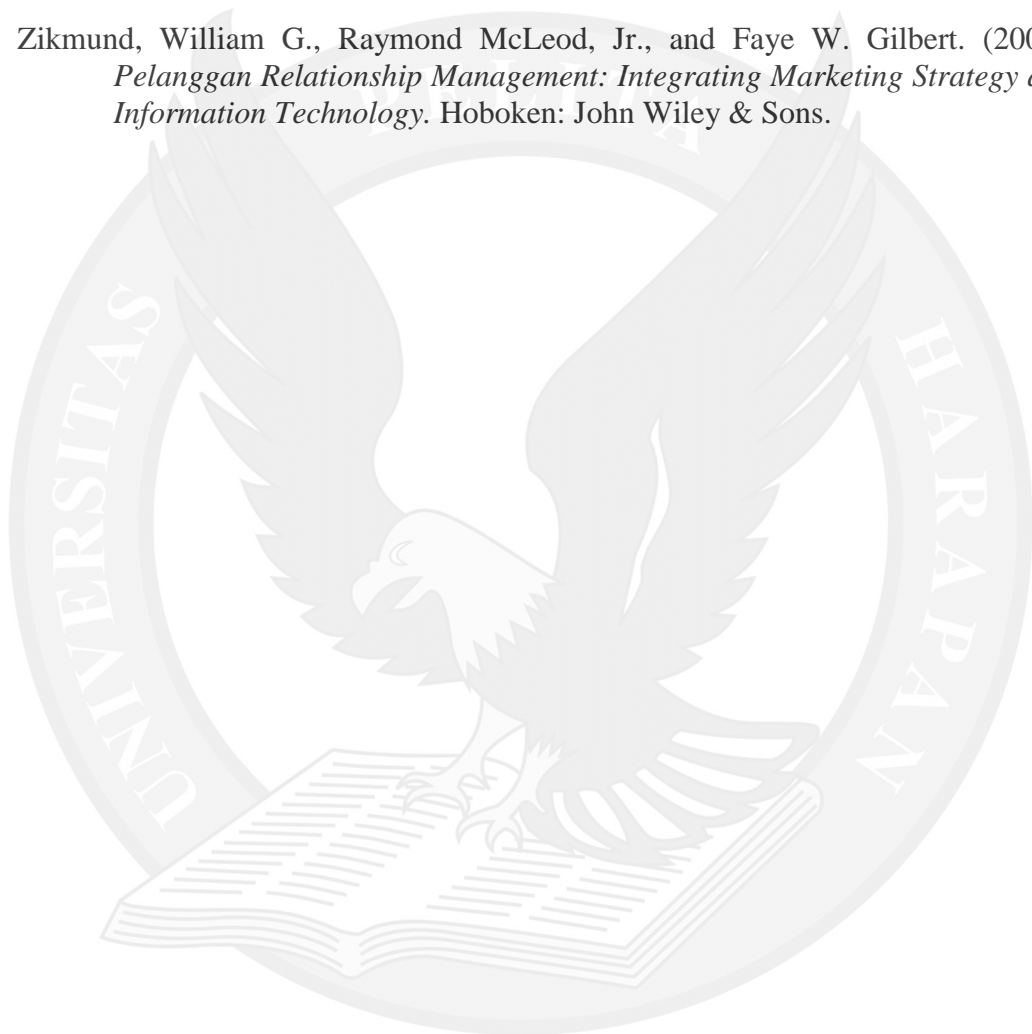 Zikmund, William G., Raymond McLeod, Jr., and Faye W. Gilbert. (200
Pelanggan Relationship Management: Integrating Marketing Strategy
Information Technology. Hoboken: John Wiley & Sons.
PELITA
UNIVERSITAS
HARAPAN